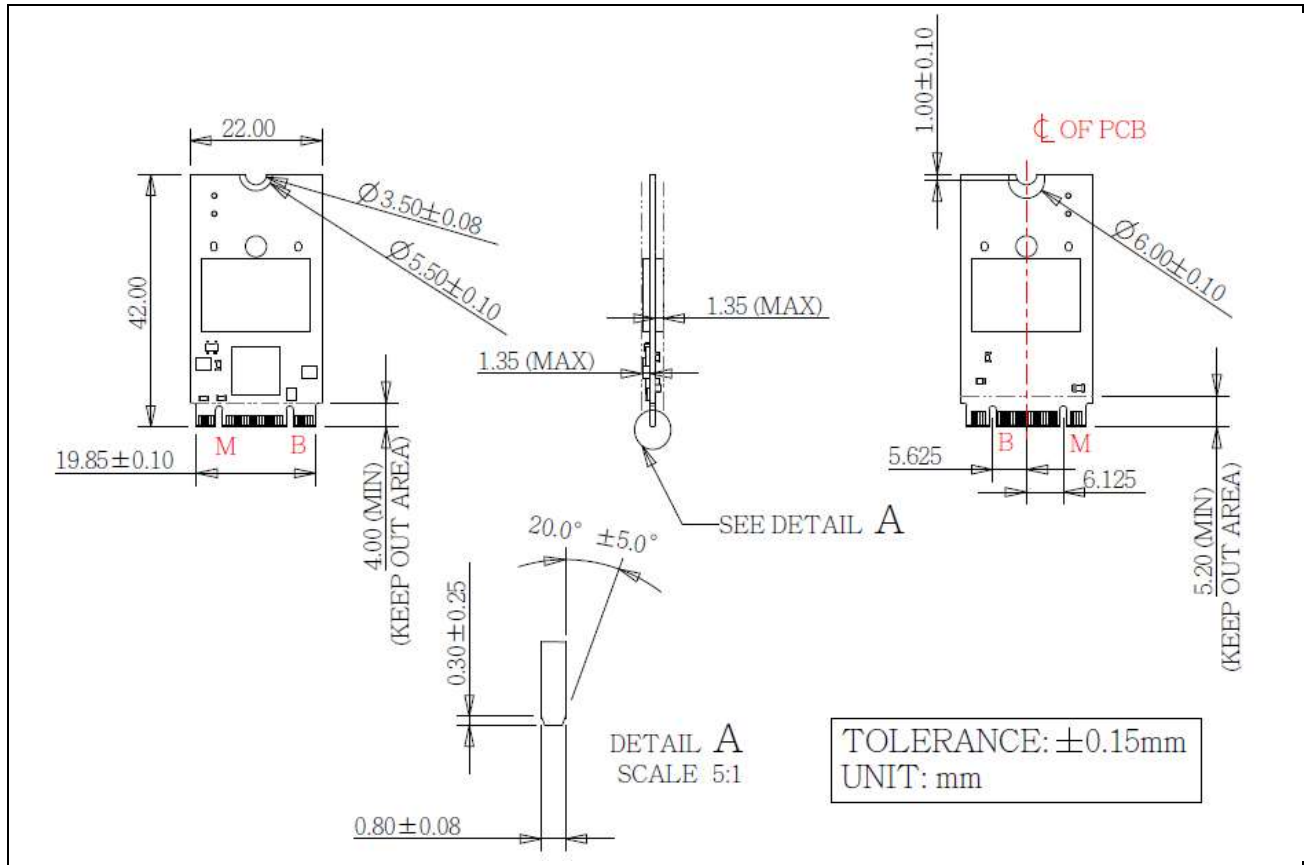 22.00
42.00
⌀3.50±0.08
⌀5.50±0.10
M
B
19.85±0.10
4.00 (MIN)
(KEEP OUT AREA)
1.35 (MAX)
1.35 (MAX)
SEE DETAIL A
1.00±0.10
℄ OF PCB
⌀6.00±0.10
B
M
5.625
6.125
5.20 (MIN)
(KEEP OUT AREA)
20.0° ±5.0°
0.30±0.25
0.80±0.08
DETAIL A
SCALE 5:1
TOLERANCE: ±0.15mm
UNIT: mm